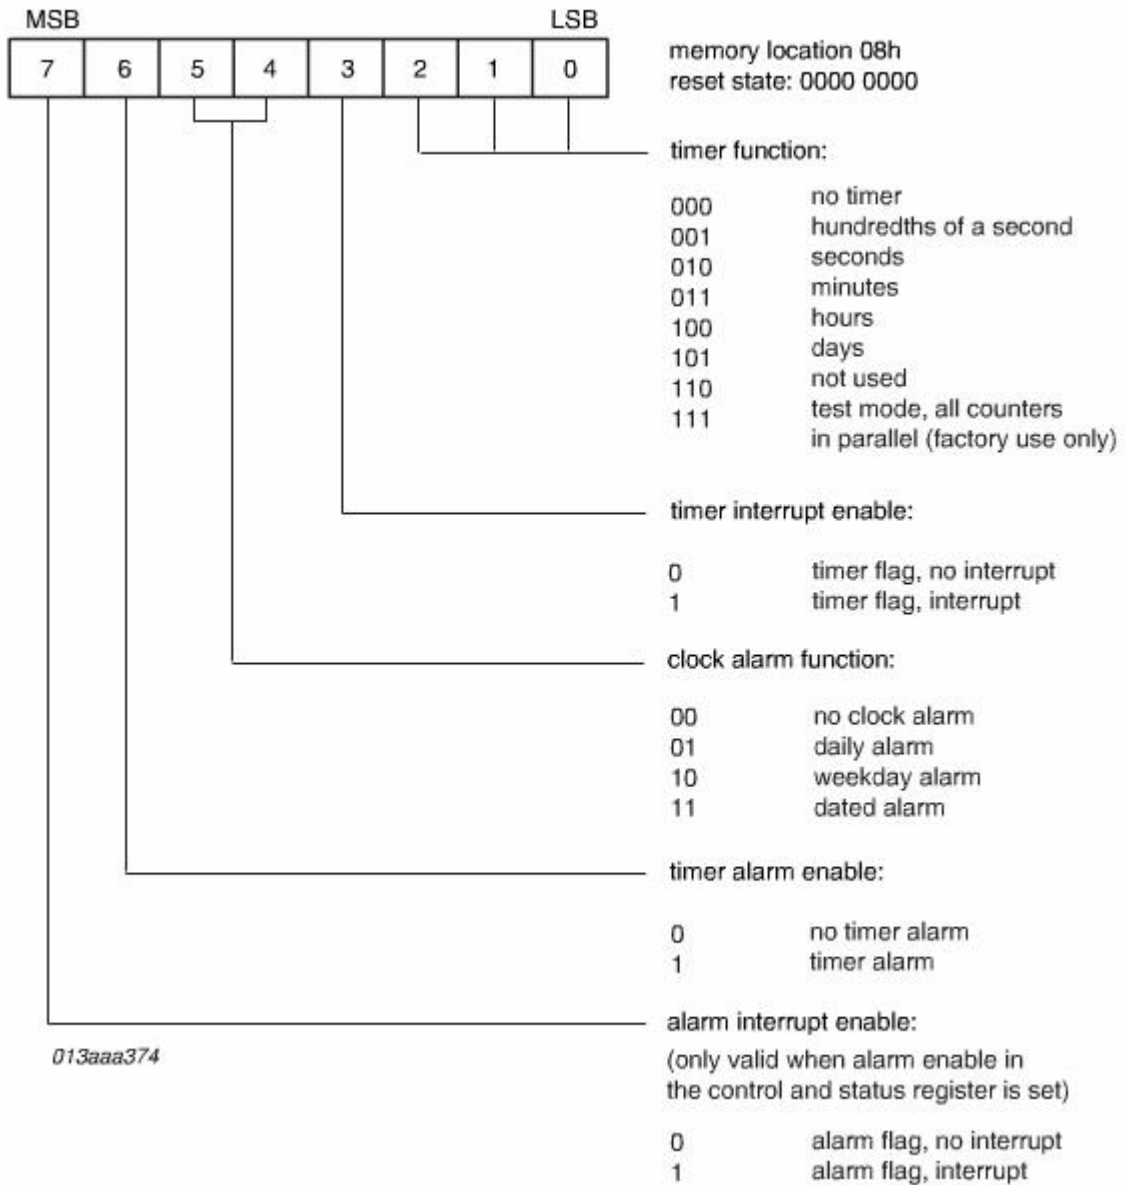 MSB LSB
7 6 5 4 3 2 1 0
memory location 08h
reset state: 0000 0000
timer function:
000 no timer
001 hundredths of a second
010 seconds
011 minutes
100 hours
101 days
110 not used
111 test mode, all counters
in parallel (factory use only)
timer interrupt enable:
0 timer flag, no interrupt
1 timer flag, interrupt
clock alarm function:
00 no clock alarm
01 daily alarm
10 weekday alarm
11 dated alarm
timer alarm enable:
0 no timer alarm
1 timer alarm
alarm interrupt enable:
(only valid when alarm enable in
the control and status register is set)
0 alarm flag, no interrupt
1 alarm flag, interrupt
013aaa374